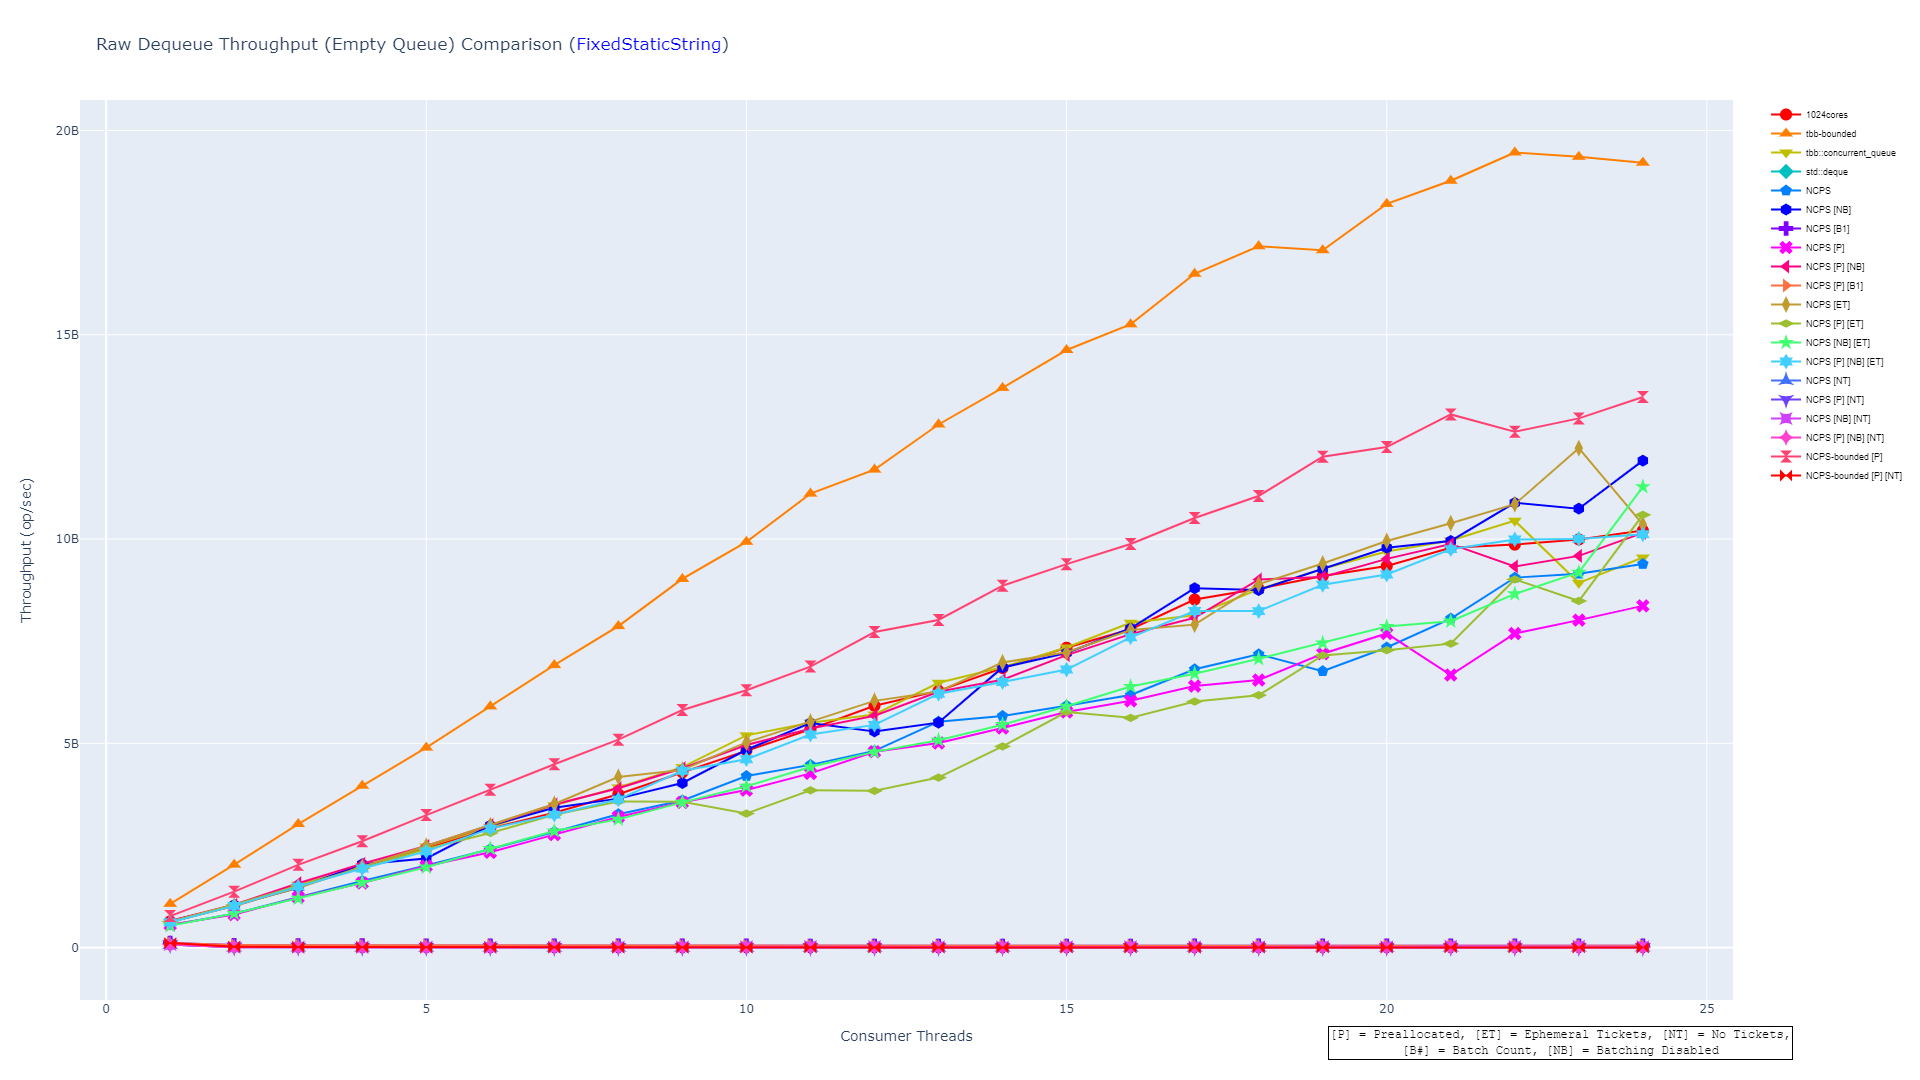 Raw Dequeue Throughput (Empty Queue) Comparison (FixedStaticString)
20B
15B
10B
5B
0
Throughput (op/sec)
0
5
10
15
20
25
Consumer Threads
1024cores
tbb-bounded
tbb::concurrent_queue
std::deque
NCPS
NCPS [NB]
NCPS [B1]
NCPS [P]
NCPS [P] [NB]
NCPS [P] [B1]
NCPS [ET]
NCPS [P] [ET]
NCPS [NB] [ET]
NCPS [P] [NB] [ET]
NCPS [NT]
NCPS [P] [NT]
NCPS [NB] [NT]
NCPS [P] [NB] [NT]
NCPS-bounded [P]
NCPS-bounded [P] [NT]
[P] = Preallocated, [ET] = Ephemeral Tickets, [NT] = No Tickets,
[B#] = Batch Count, [NB] = Batching Disabled